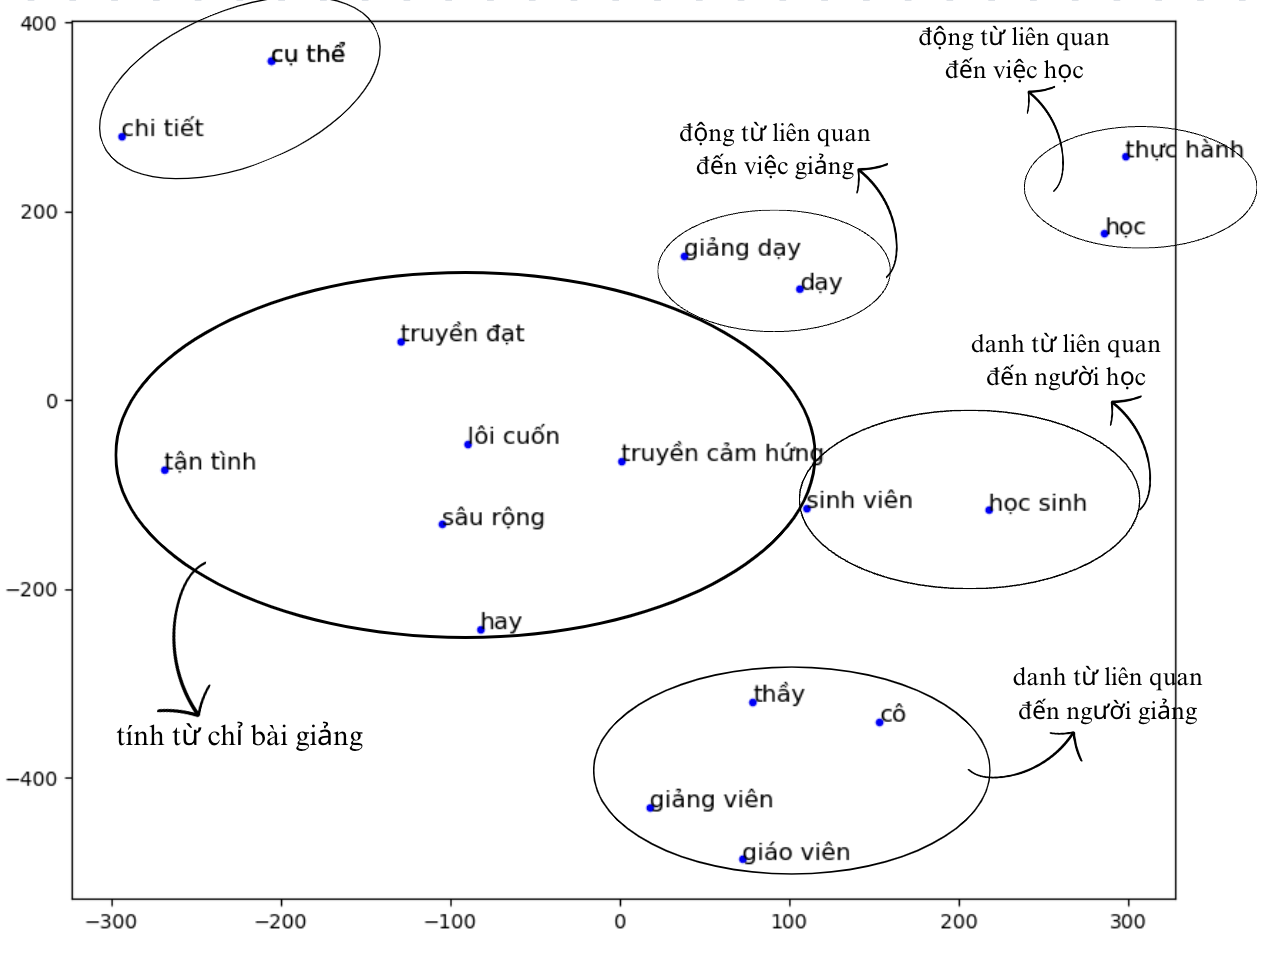 400
200
0
−200
−400
−300
−200
−100
0
100
200
300
cụ thể
chi tiết
động từ liên quan
đến việc học
động từ liên quan
đến việc giảng
thực hành
học
giảng dạy
dạy
truyền đạt
danh từ liên quan
đến người học
lôi cuốn
truyền cảm hứng
tận tình
sinh viên
học sinh
sâu rộng
hay
tính từ chỉ bài giảng
danh từ liên quan
đến người giảng
thầy
cô
giảng viên
giáo viên